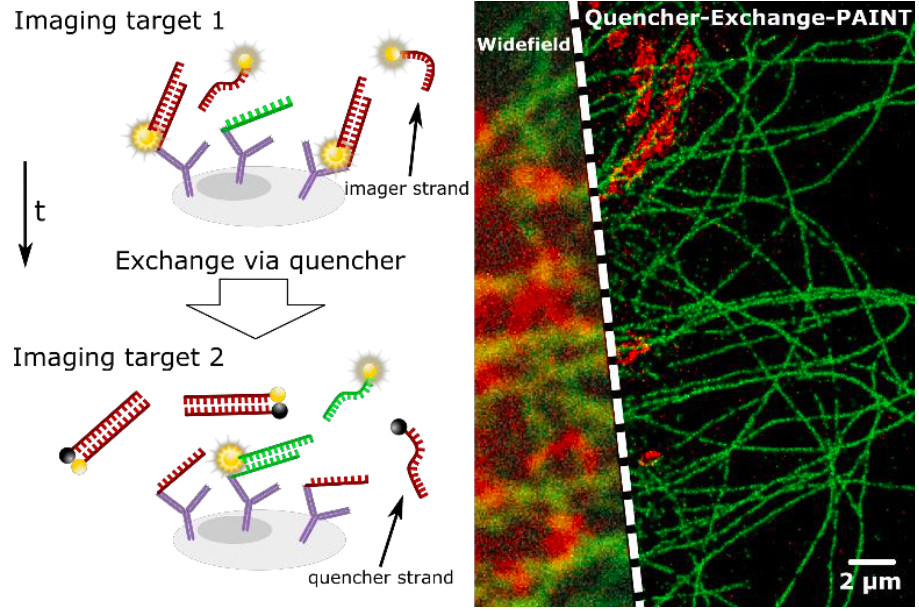 Imaging target 1
imager strand
t
Exchange via quencher
Imaging target 2
quencher strand
Widefield
Quencher-Exchange-PAINT
2 µm